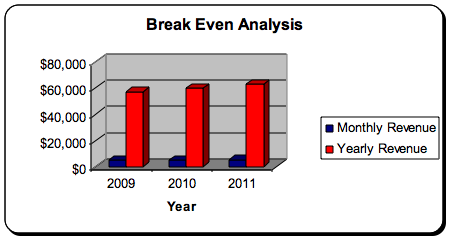 Break Even Analysis
$80,000
$60,000
$40,000
$20,000
$0
2009 2010 2011
Year
Monthly Revenue
Yearly Revenue